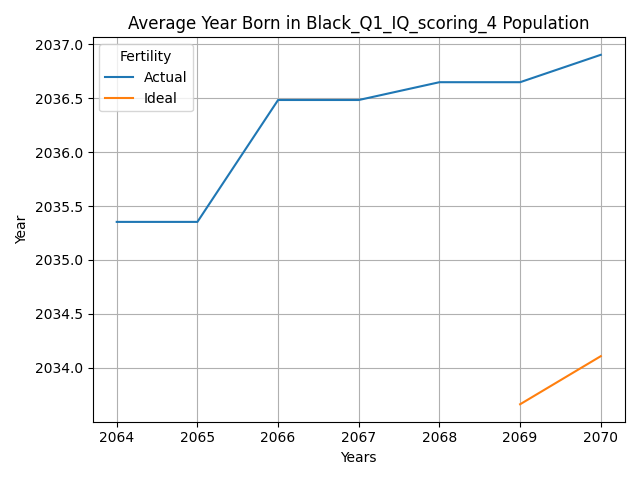 Average Year Born in Black_Q1_IQ_scoring_4 Population
2037.0
2036.5
2036.0
2035.5
2035.0
2034.5
2034.0
Year
Fertility
Actual
Ideal
2064 2065 2066 2067 2068 2069 2070
Years